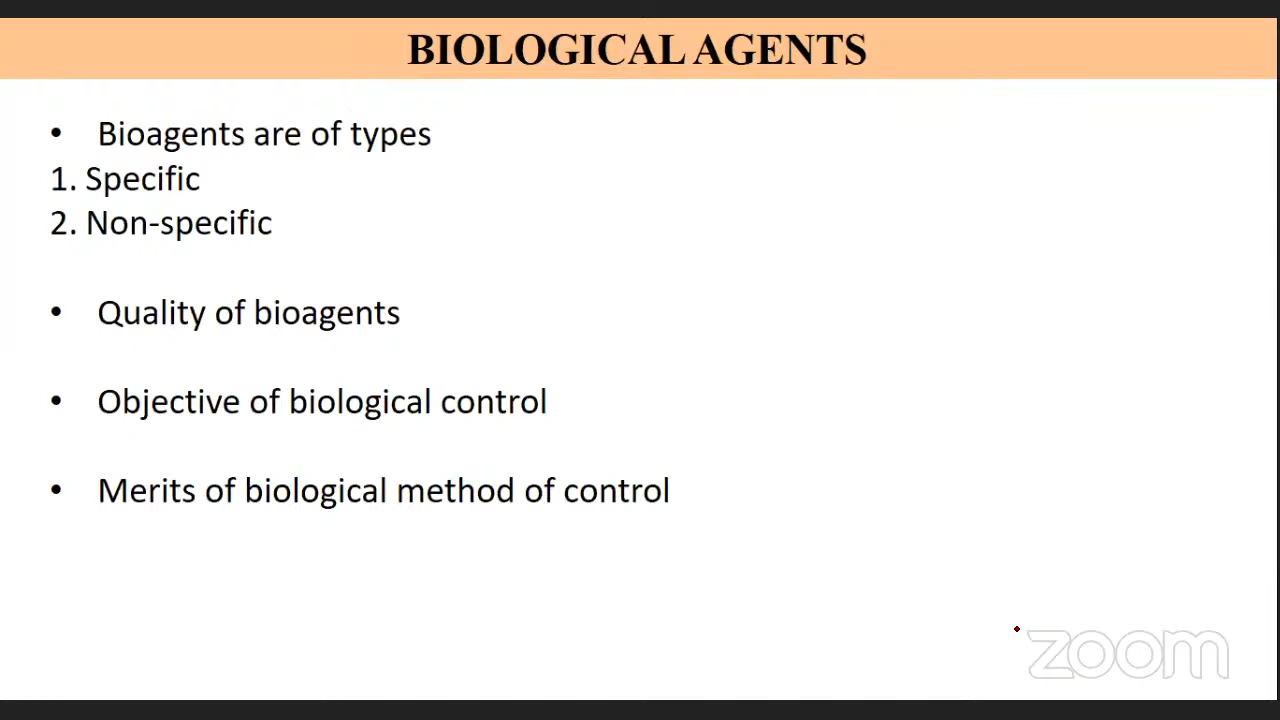 BIOLOGICAL AGENTS
• Bioagents are of types
1. Specific
2. Non-specific
• Quality of bioagents
• Objective of biological control
• Merits of biological method of control
zoom